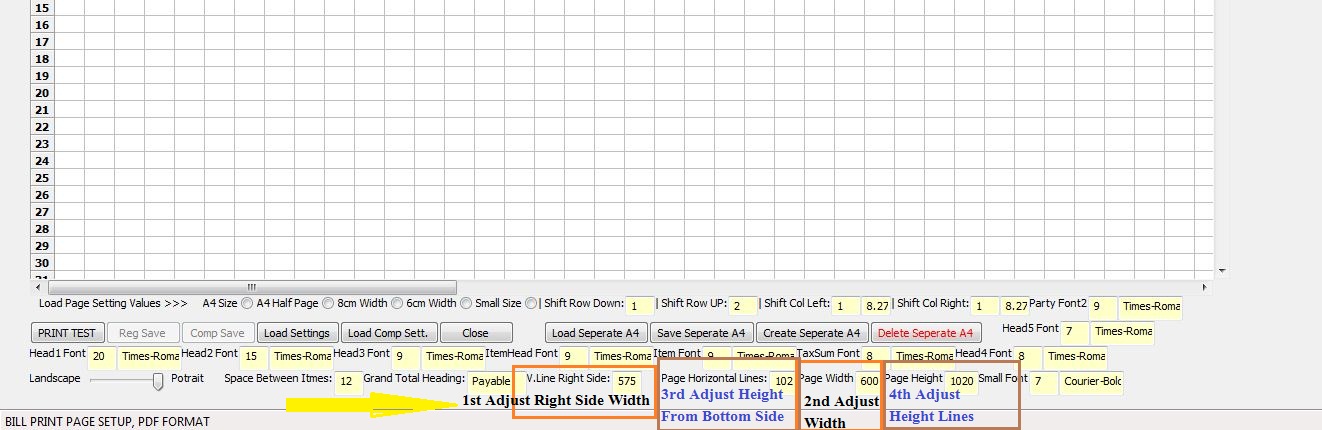 15
16
17
18
19
20
21
22
23
24
25
26
27
28
29
30
Load Page Setting Values >>> A4 Size A4 Half Page 8cm Width 6cm Width Small Size | Shift Row Down: 1 | Shift Row UP: 2 | Shift Col Left: 1 8.27 | Shift Col Right: 1 8.27 Party Font2 9 Times-Roma
PRINT TEST Reg Save Comp Save Load Settings Load Comp Sett. Close Load Seperate A4 Save Seperate A4 Create Seperate A4 Delete Seperate A4 Head5 Font 7 Times-Roma
Head1 Font 20 Times-Roma Head2 Font 15 Times-Roma Head3 Font 9 Times-Roma ItemHead Font 9 Times-Roma Item Font 9 Times-Roma TaxSum Font 8 Times-Roma Head4 Font 8 Times-Roma
Landscape Potrait Space Between Itmes: 12 Grand Total Heading: Payable V.Line Right Side: 575 Page Horizontal Lines: 102 Page Width 600 Page Height 1020 Small Font 7 Courier-Bold
1st Adjust Right Side Width
3rd Adjust Height
From Bottom Side
2nd Adjust
Width
4th Adjust
Height Lines
BILL PRINT PAGE SETUP, PDF FORMAT